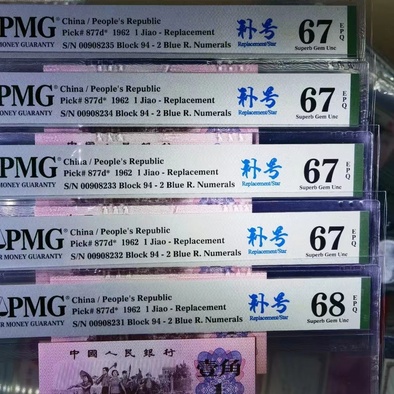 PMG China / People's Republic
Pick# 877d* 1962 1 Jiao - Replacement
MONEY GUARANTY S/N 00908235 Block 94 - 2 Blue R. Numerals
补号
Replacement/Star
67 EPQ
Superb Gem Unc
PMG China / People's Republic
Pick# 877d* 1962 1 Jiao - Replacement
MONEY GUARANTY S/N 00908234 Block 94 - 2 Blue R. Numerals
补号
Replacement/Star
67 EPQ
Superb Gem Unc
PMG China / People's Republic
Pick# 877d* 1962 1 Jiao - Replacement
MONEY GUARANTY S/N 00908233 Block 94 - 2 Blue R. Numerals
补号
Replacement/Star
67 EPQ
Superb Gem Unc
PMG China / People's Republic
Pick# 877d* 1962 1 Jiao - Replacement
R MONEY GUARANTY S/N 00908232 Block 94 - 2 Blue R. Numerals
补号
Replacement/Star
67 EPQ
Superb Gem Unc
PMG China / People's Republic
Pick# 877d* 1962 1 Jiao - Replacement
ER MONEY GUARANTY S/N 00908231 Block 94 - 2 Blue R. Numerals
补号
Replacement/Star
68 EPQ
Superb Gem Unc
中國人民銀行
壹角
1